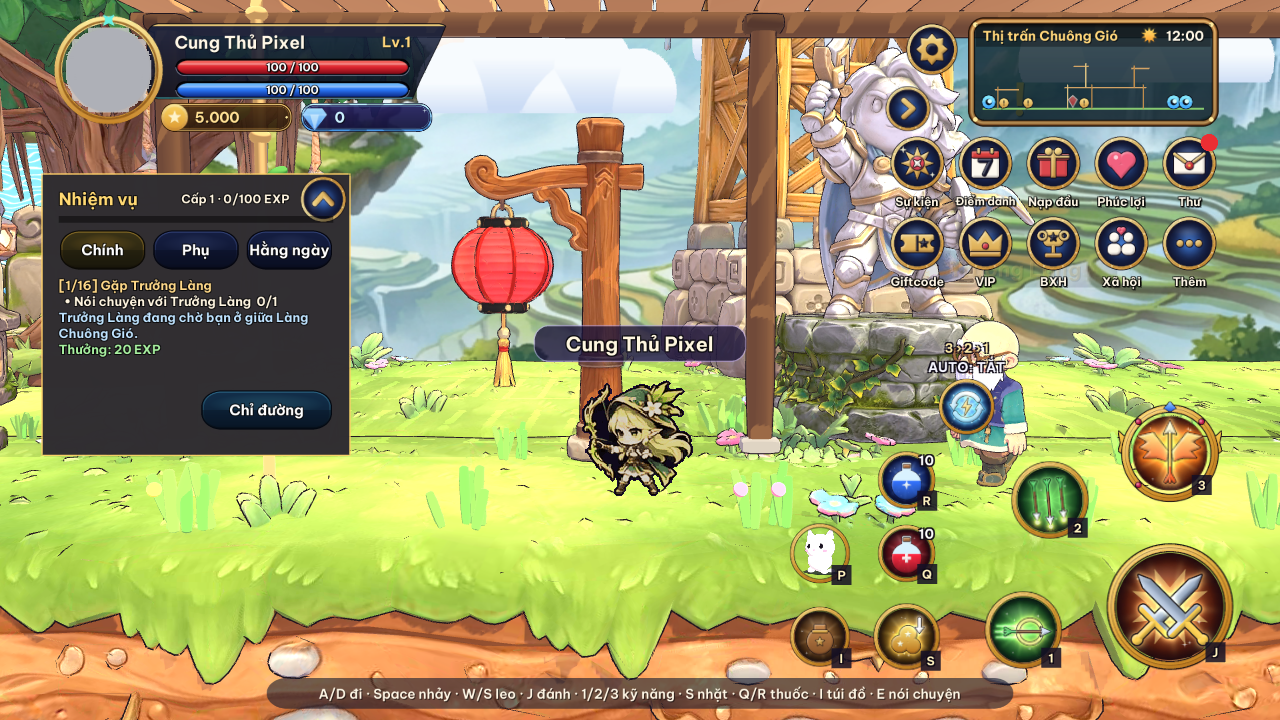 Cung Thủ Pixel
Lv.1
100 / 100
100 / 100
5.000
0
Thị trấn Chuông Gió
12:00
Nhiệm vụ
Cấp 1 · 0/100 EXP
Chính
Phụ
Hằng ngày
[1/16] Gặp Trưởng Làng
• Nói chuyện với Trưởng Làng 0/1
Trưởng Làng đang chờ bạn ở giữa Làng
Chuông Gió.
Thưởng: 20 EXP
Chỉ đường
7
Sự kiện
Điểm danh
Nạp đầu
Phúc lợi
Thư
Giftcode
VIP
BXH
Xã hội
Thêm
Cung Thủ Pixel
3>2>1
AUTO: TẮT
10
R
10
Q
P
I
S
1
2
3
J
A/D đi · Space nhảy · W/S leo · J đánh · 1/2/3 kỹ năng · S nhặt · Q/R thuốc · I túi đồ · E nói chuyện